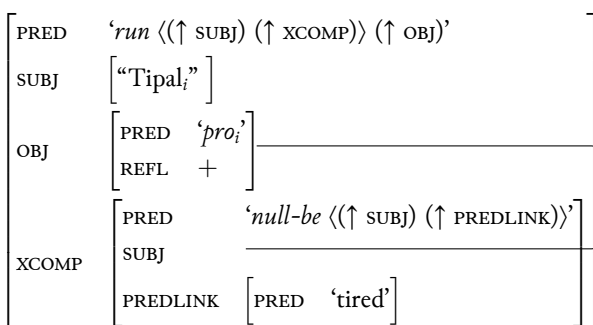 PRED ‘run ⟨(↑ SUBJ) (↑ XCOMP)⟩ (↑ OBJ)’
SUBJ [“Tipalᵢ”]
PRED ‘proᵢ’
OBJ
REFL +
PRED ‘null-be ⟨(↑ SUBJ) (↑ PREDLINK)⟩’
SUBJ
XCOMP
PREDLINK [PRED ‘tired’]